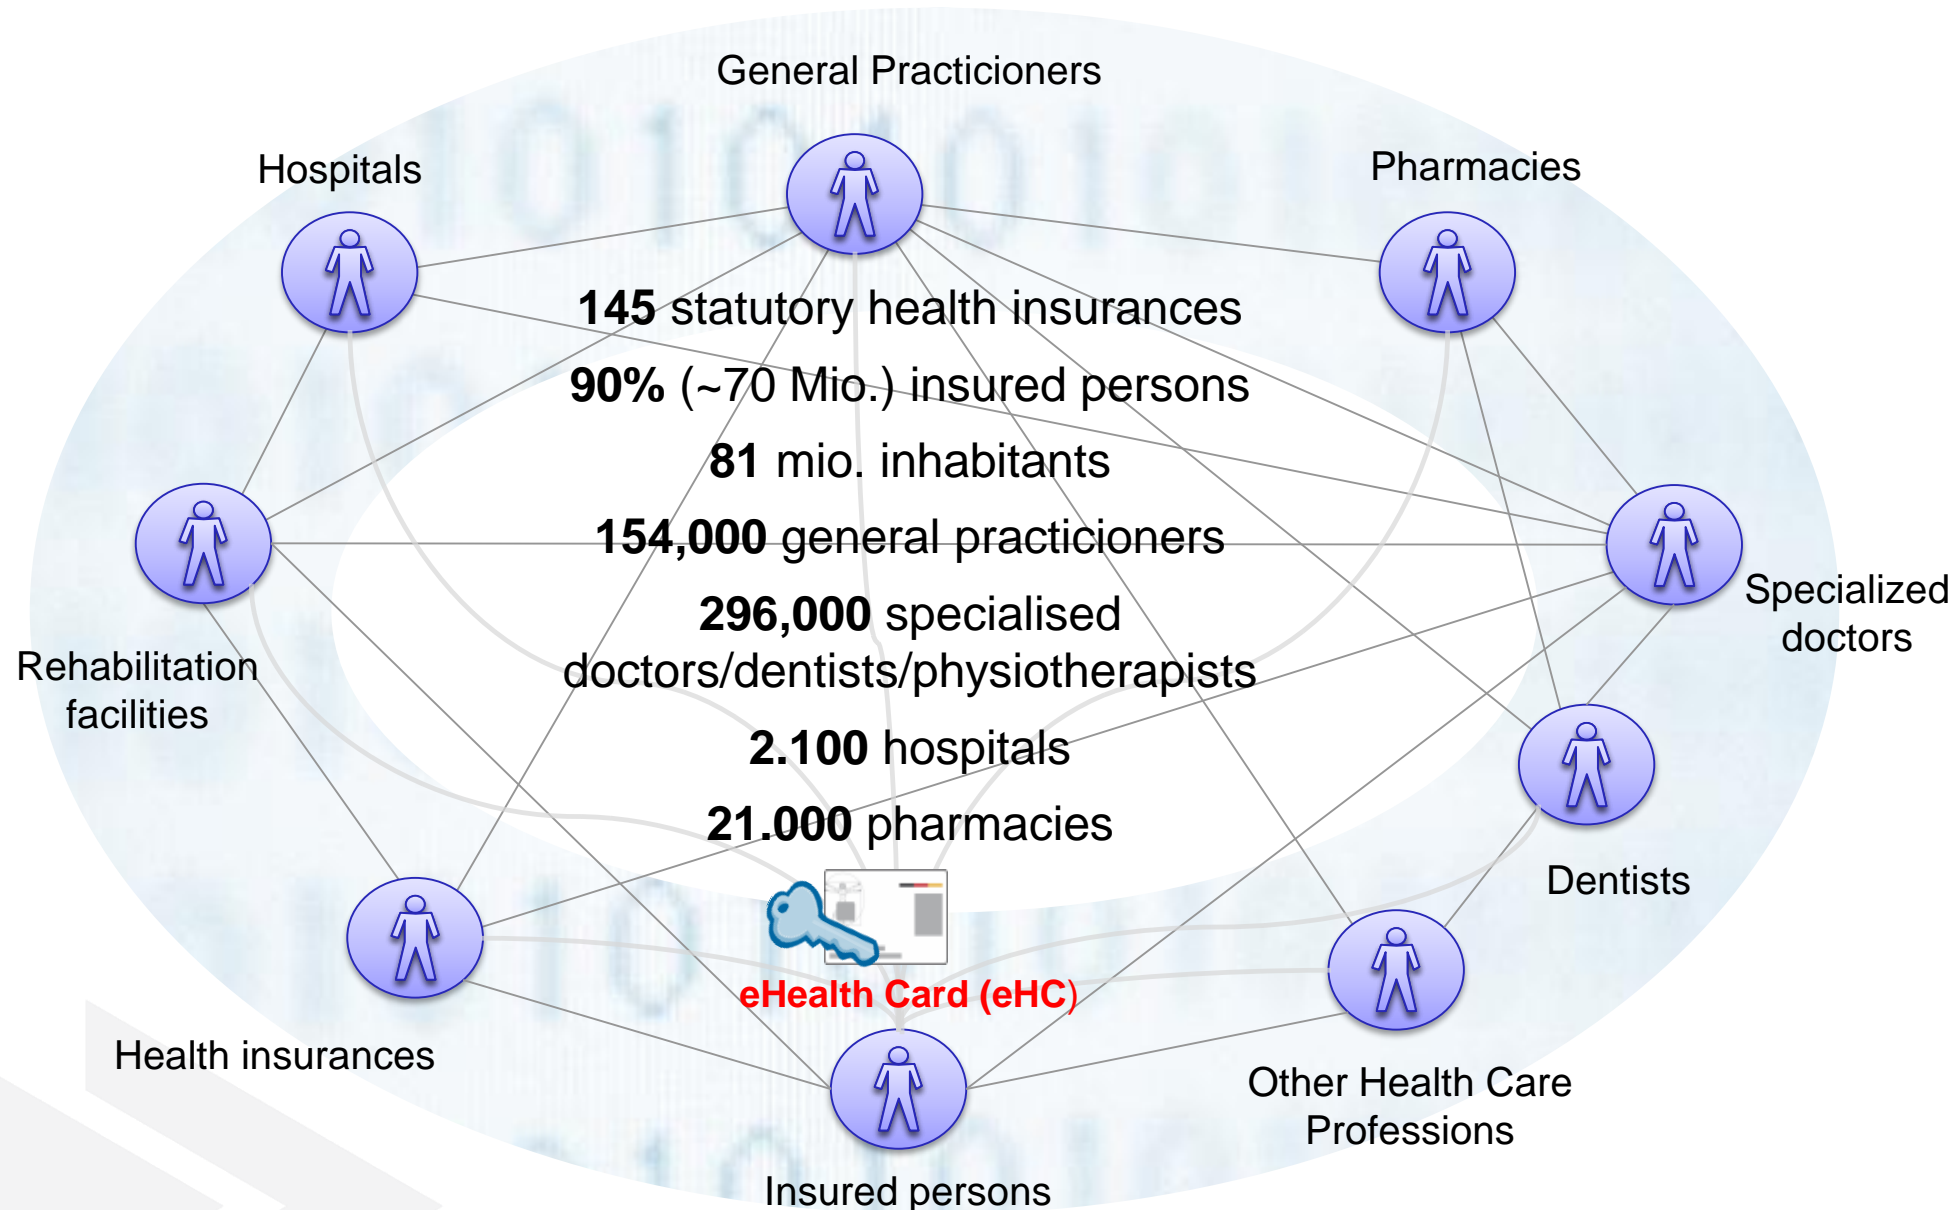 General Practicioners
Hospitals
Pharmacies
145 statutory health insurances
90% (~70 Mio.) insured persons
81 mio. inhabitants
154,000 general practicioners
296,000 specialised
doctors/dentists/physiotherapists
2.100 hospitals
21.000 pharmacies
Specialized
doctors
Rehabilitation
facilities
Dentists
eHealth Card (eHC)
Health insurances
Other Health Care
Professions
Insured persons